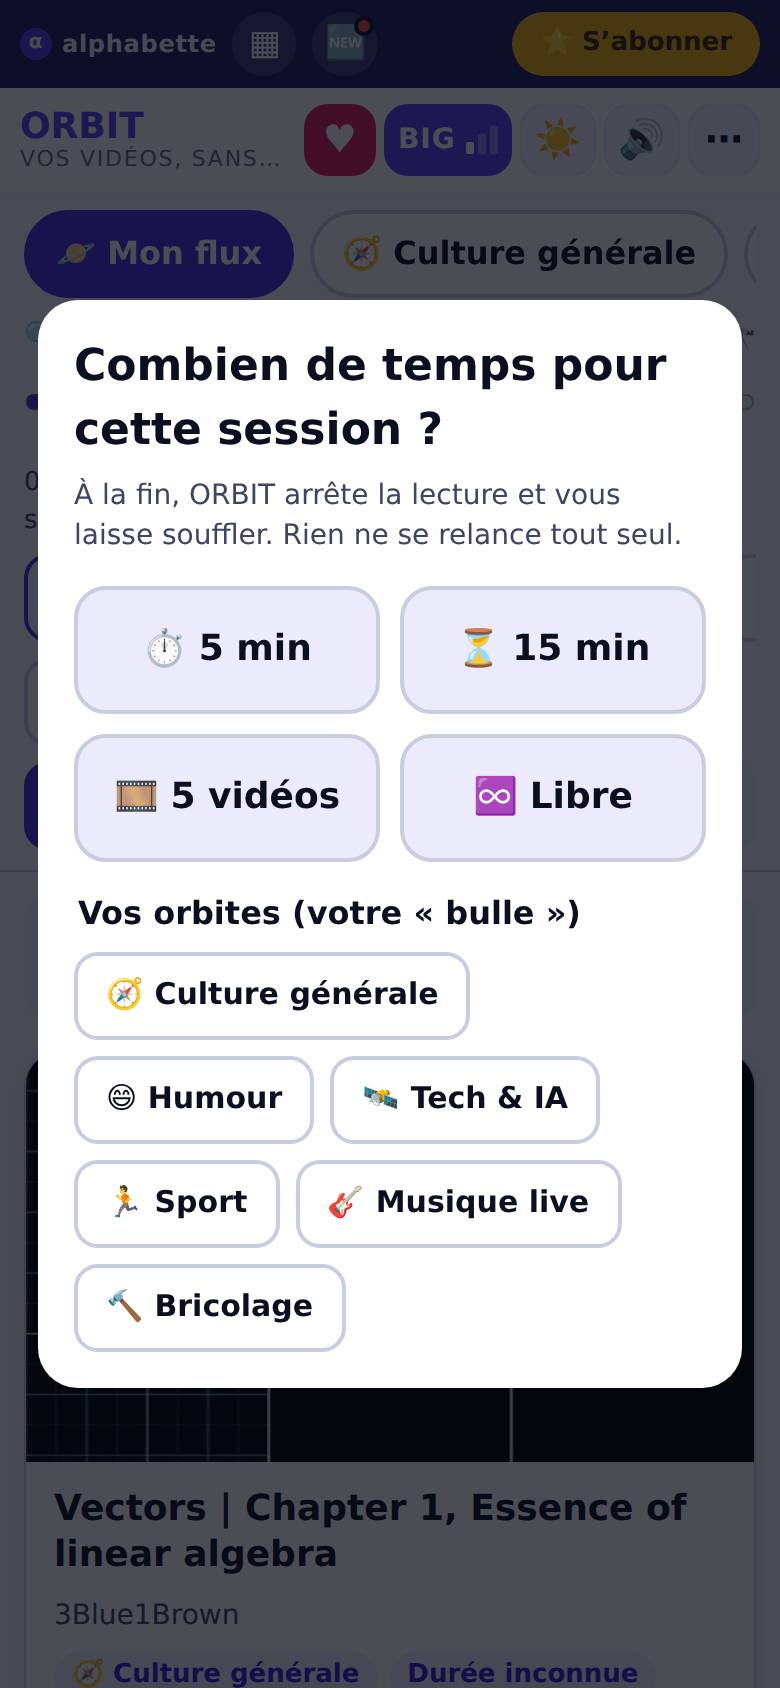 α alphabette NEW ⭐ S’abonner
ORBIT
VOS VIDÉOS, SANS…
BIG
🪐 Mon flux 🧭 Culture générale
Combien de temps pour
cette session ?
À la fin, ORBIT arrête la lecture et vous
laisse souffler. Rien ne se relance tout seul.
⏱️ 5 min ⏳ 15 min
🎞️ 5 vidéos ♾️ Libre
Vos orbites (votre « bulle »)
🧭 Culture générale
😄 Humour 🛰️ Tech & IA
🏃 Sport 🎸 Musique live
🔨 Bricolage
Vectors | Chapter 1, Essence of
linear algebra
3Blue1Brown
🧭 Culture générale Durée inconnue